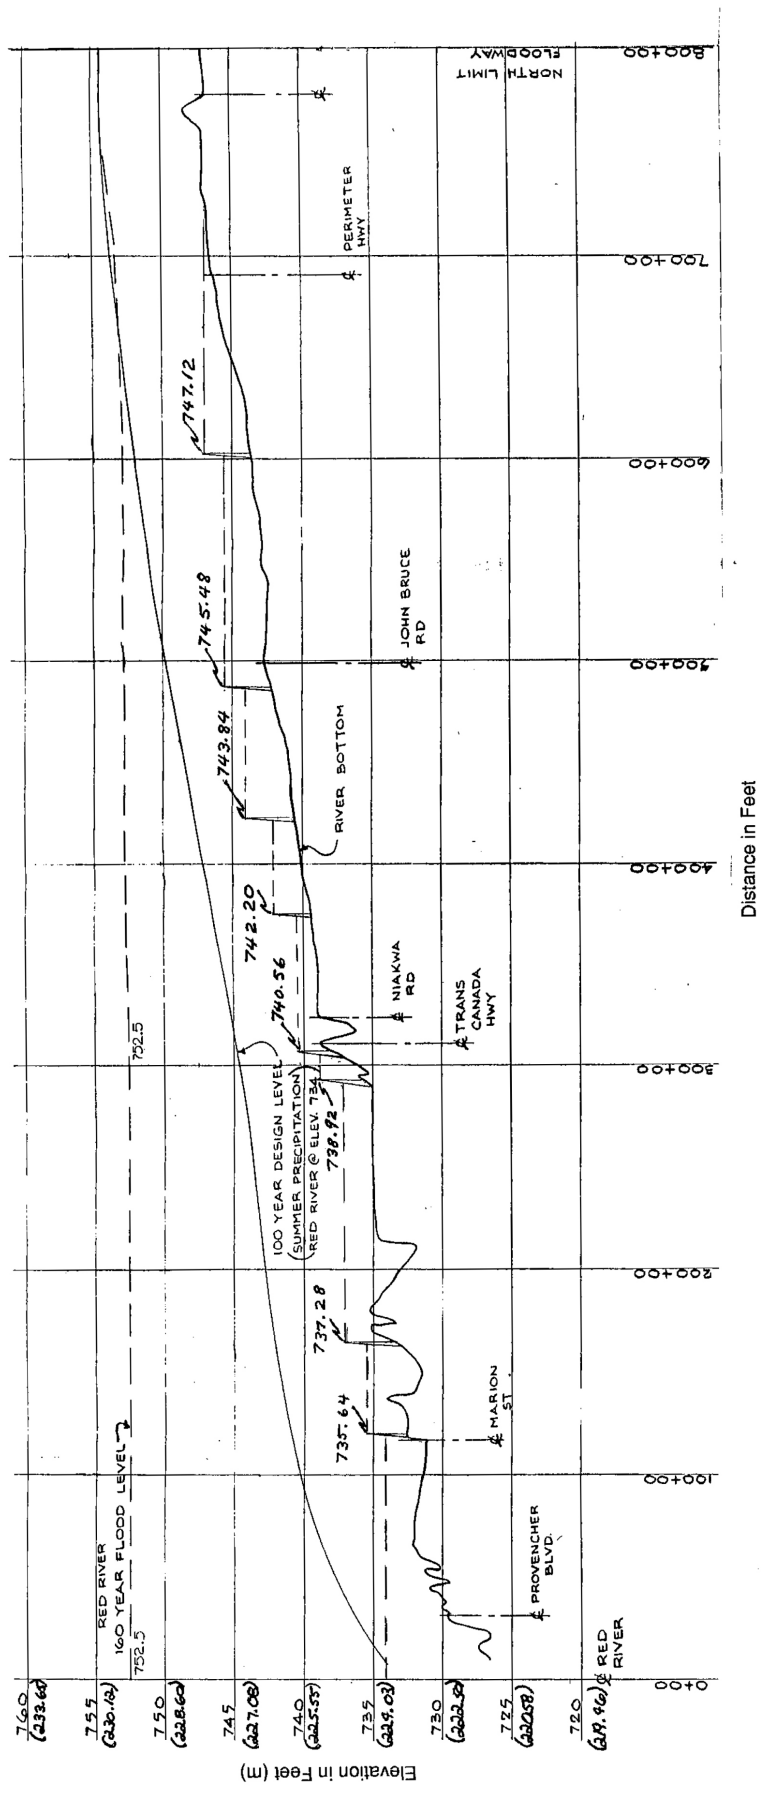 760
(233.65)
755
(230.12)
750
(228.60)
745
(227.08)
740
(225.55)
735
(224.03)
730
(222.50)
725
(220.58)
720
(219.46)
Elevation in Feet (m)
RED RIVER
160 YEAR FLOOD LEVEL
752.5
752.5
100 YEAR DESIGN LEVEL
(SUMMER PRECIPITATION)
(RED RIVER @ ELEV. 734
735.64
737.28
738.92
740.56
742.20
743.84
745.48
747.12
RIVER BOTTOM
℄ RED
RIVER
℄ PROVENCHER
BLVD.
℄ MARION
ST.
℄ TRANS
CANADA
HWY
℄ NIAKWA
RD
℄ JOHN BRUCE
RD
℄ PERIMETER
HWY
℄
NORTH LIMIT
FLOODWAY
0+00
100+00
200+00
300+00
400+00
500+00
600+00
700+00
800+00
Distance in Feet